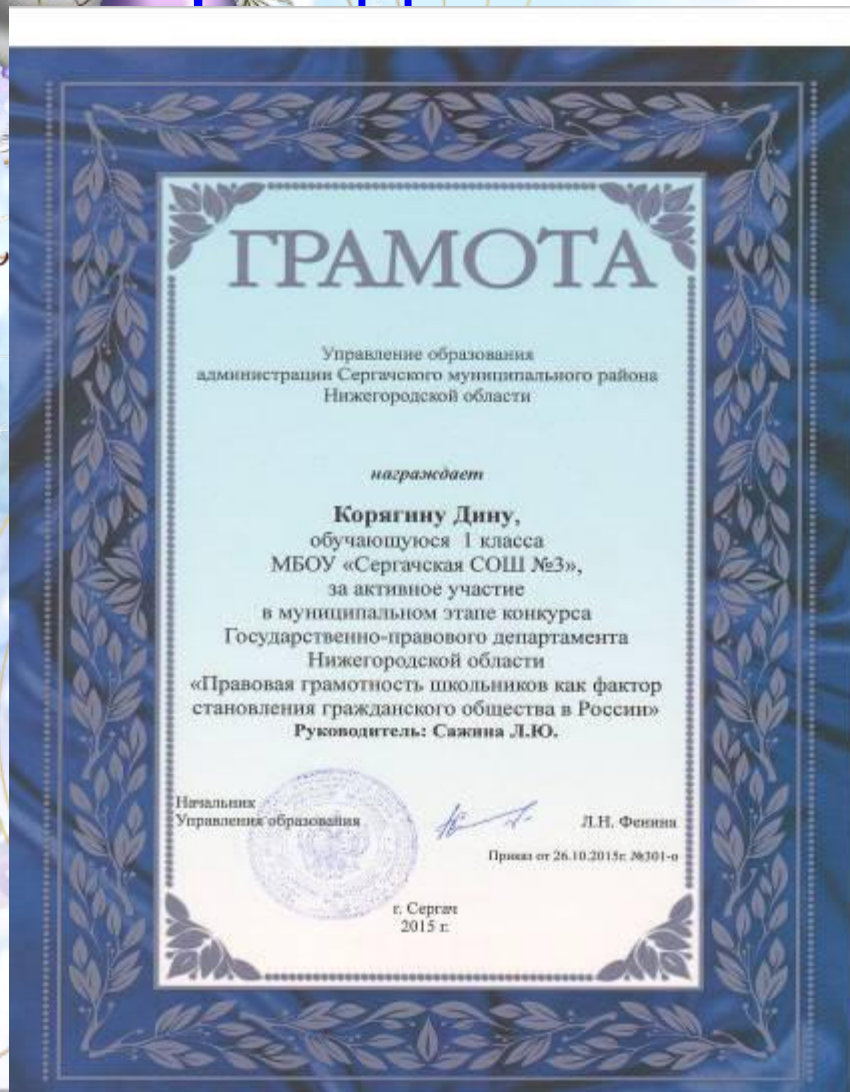 ГРАМОТА
Управление образования
администрации Сергачского муниципального района
Нижегородской области
награждает
Корягину Дину,
обучающуюся 1 класса
МБОУ «Сергачская СОШ №3»,
за активное участие
в муниципальном этапе конкурса
Государственно-правового департамента
Нижегородской области
«Правовая грамотность школьников как фактор
становления гражданского общества в России»
Руководитель: Сажина Л.Ю.
Начальник
Управления образования
Л.Н. Фенина
Приказ от 26.10.2015г. №301-о
г. Сергач
2015 г.